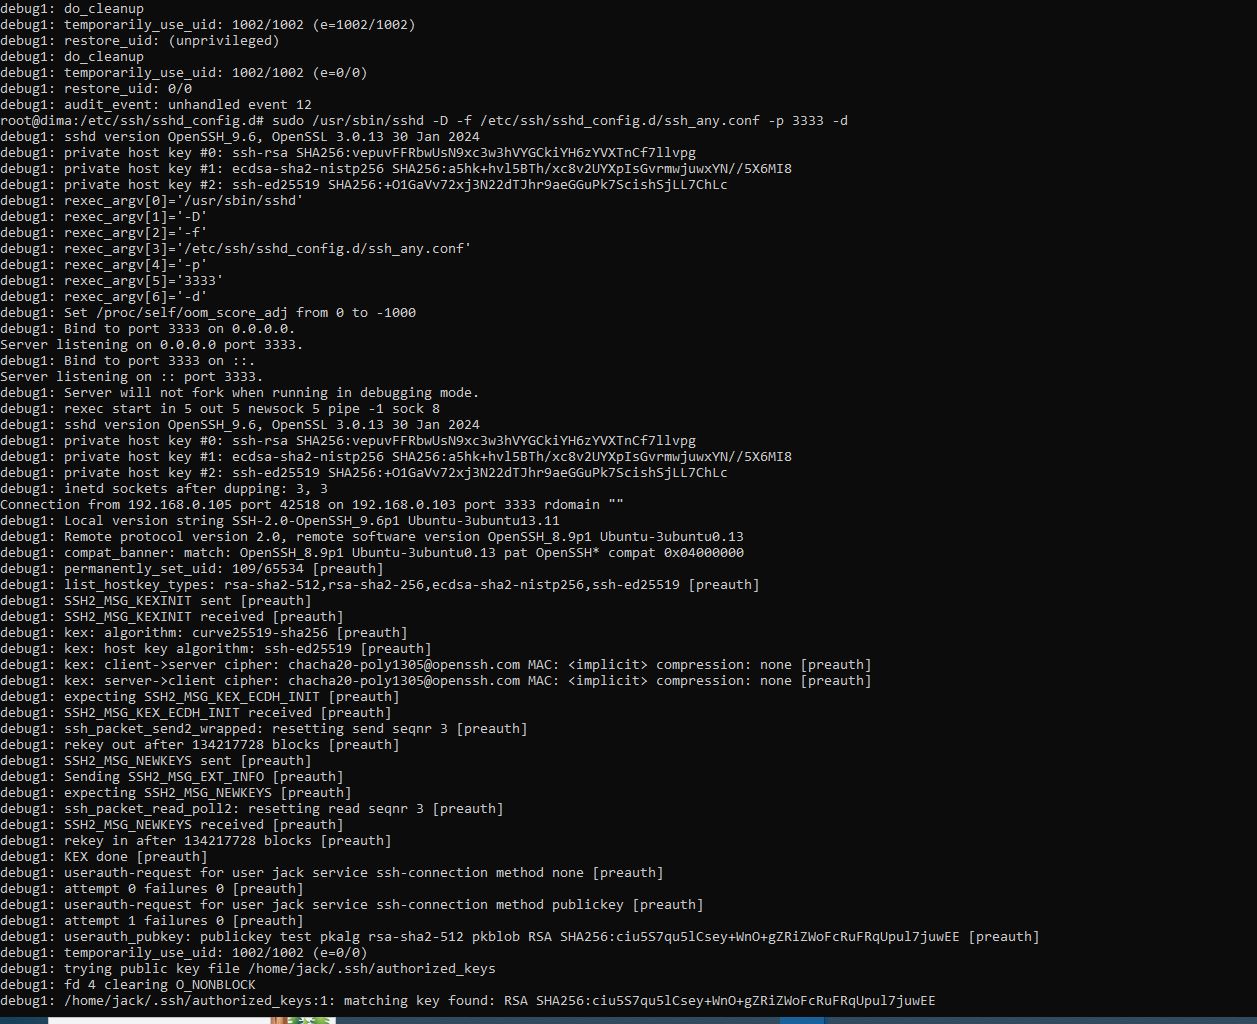 debug1: do_cleanup
debug1: temporarily_use_uid: 1002/1002 (e=1002/1002)
debug1: restore_uid: (unprivileged)
debug1: do_cleanup
debug1: temporarily_use_uid: 1002/1002 (e=0/0)
debug1: restore_uid: 0/0
debug1: audit_event: unhandled event 12
root@dima:/etc/ssh/sshd_config.d# sudo /usr/sbin/sshd -D -f /etc/ssh/sshd_config.d/ssh_any.conf -p 3333 -d
debug1: sshd version OpenSSH_9.6, OpenSSL 3.0.13 30 Jan 2024
debug1: private host key #0: ssh-rsa SHA256:vepuvFFRbwUsN9xc3w3hVYGCkiYH6zYVXTnCf7llvpg
debug1: private host key #1: ecdsa-sha2-nistp256 SHA256:a5hk+hvl5BTh/xc8v2UYXpIsGvrmwjuwxYN//5X6MI8
debug1: private host key #2: ssh-ed25519 SHA256:+O1GaVv72xj3N22dTJhr9aeGGuPk7ScishSjLL7ChLc
debug1: rexec_argv[0]='/usr/sbin/sshd'
debug1: rexec_argv[1]='-D'
debug1: rexec_argv[2]='-f'
debug1: rexec_argv[3]='/etc/ssh/sshd_config.d/ssh_any.conf'
debug1: rexec_argv[4]='-p'
debug1: rexec_argv[5]='3333'
debug1: rexec_argv[6]='-d'
debug1: Set /proc/self/oom_score_adj from 0 to -1000
debug1: Bind to port 3333 on 0.0.0.0.
Server listening on 0.0.0.0 port 3333.
debug1: Bind to port 3333 on ::.
Server listening on :: port 3333.
debug1: Server will not fork when running in debugging mode.
debug1: rexec start in 5 out 5 newsock 5 pipe -1 sock 8
debug1: sshd version OpenSSH_9.6, OpenSSL 3.0.13 30 Jan 2024
debug1: private host key #0: ssh-rsa SHA256:vepuvFFRbwUsN9xc3w3hVYGCkiYH6zYVXTnCf7llvpg
debug1: private host key #1: ecdsa-sha2-nistp256 SHA256:a5hk+hvl5BTh/xc8v2UYXpIsGvrmwjuwxYN//5X6MI8
debug1: private host key #2: ssh-ed25519 SHA256:+O1GaVv72xj3N22dTJhr9aeGGuPk7ScishSjLL7ChLc
debug1: inetd sockets after dupping: 3, 3
Connection from 192.168.0.105 port 42518 on 192.168.0.103 port 3333 rdomain ""
debug1: Local version string SSH-2.0-OpenSSH_9.6p1 Ubuntu-3ubuntu13.11
debug1: Remote protocol version 2.0, remote software version OpenSSH_8.9p1 Ubuntu-3ubuntu0.13
debug1: compat_banner: match: OpenSSH_8.9p1 Ubuntu-3ubuntu0.13 pat OpenSSH* compat 0x04000000
debug1: permanently_set_uid: 109/65534 [preauth]
debug1: list_hostkey_types: rsa-sha2-512,rsa-sha2-256,ecdsa-sha2-nistp256,ssh-ed25519 [preauth]
debug1: SSH2_MSG_KEXINIT sent [preauth]
debug1: SSH2_MSG_KEXINIT received [preauth]
debug1: kex: algorithm: curve25519-sha256 [preauth]
debug1: kex: host key algorithm: ssh-ed25519 [preauth]
debug1: kex: client->server cipher: chacha20-poly1305@openssh.com MAC: <implicit> compression: none [preauth]
debug1: kex: server->client cipher: chacha20-poly1305@openssh.com MAC: <implicit> compression: none [preauth]
debug1: expecting SSH2_MSG_KEX_ECDH_INIT [preauth]
debug1: SSH2_MSG_KEX_ECDH_INIT received [preauth]
debug1: ssh_packet_send2_wrapped: resetting send seqnr 3 [preauth]
debug1: rekey out after 134217728 blocks [preauth]
debug1: SSH2_MSG_NEWKEYS sent [preauth]
debug1: Sending SSH2_MSG_EXT_INFO [preauth]
debug1: expecting SSH2_MSG_NEWKEYS [preauth]
debug1: ssh_packet_read_poll2: resetting read seqnr 3 [preauth]
debug1: SSH2_MSG_NEWKEYS received [preauth]
debug1: rekey in after 134217728 blocks [preauth]
debug1: KEX done [preauth]
debug1: userauth-request for user jack service ssh-connection method none [preauth]
debug1: attempt 0 failures 0 [preauth]
debug1: userauth-request for user jack service ssh-connection method publickey [preauth]
debug1: attempt 1 failures 0 [preauth]
debug1: userauth_pubkey: publickey test pkalg rsa-sha2-512 pkblob RSA SHA256:ciu5S7qu5lCsey+WnO+gZRiZWoFcRuFRqUpul7juwEE [preauth]
debug1: temporarily_use_uid: 1002/1002 (e=0/0)
debug1: trying public key file /home/jack/.ssh/authorized_keys
debug1: fd 4 clearing O_NONBLOCK
debug1: /home/jack/.ssh/authorized_keys:1: matching key found: RSA SHA256:ciu5S7qu5lCsey+WnO+gZRiZWoFcRuFRqUpul7juwEE